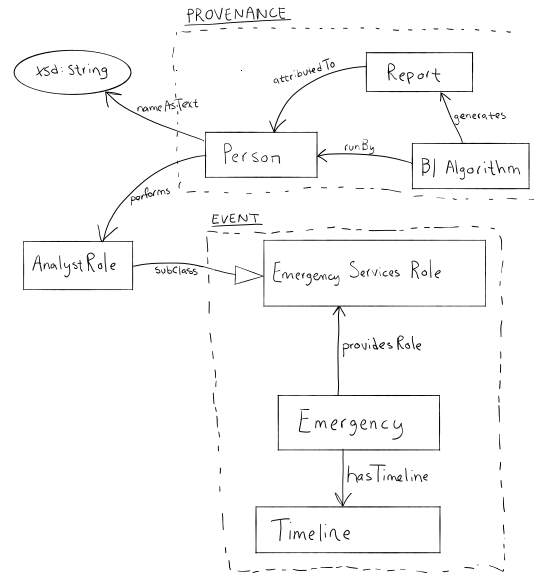 PROVENANCE
xsd:String
attributedTo
Report
nameAsText
generates
Person
runBy
BI Algorithm
performs
EVENT
AnalystRole
subClass
Emergency Services Role
providesRole
Emergency
hasTimeline
Timeline